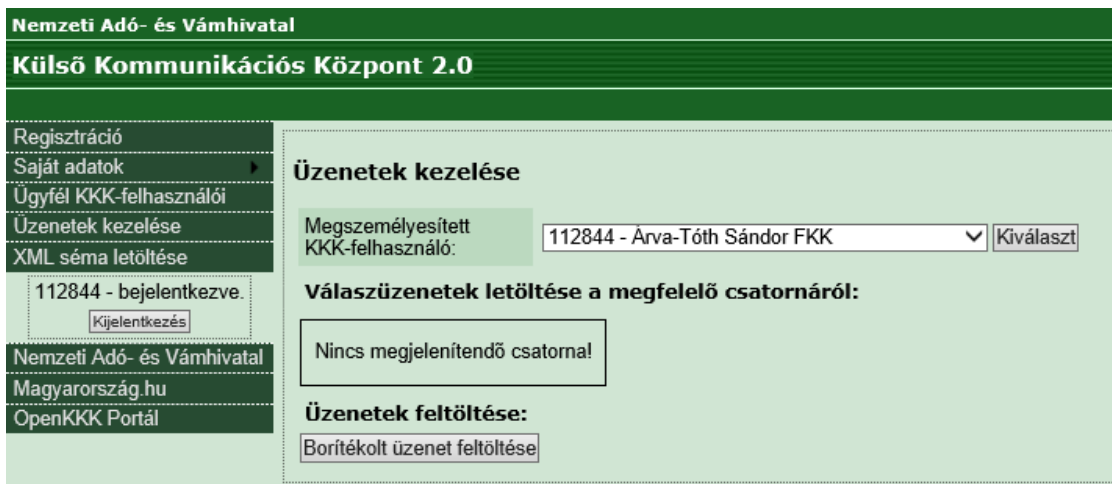 Nemzeti Adó- és Vámhivatal
Külsõ Kommunikációs Központ 2.0
Regisztráció
Saját adatok
Ügyfél KKK-felhasználói
Üzenetek kezelése
XML séma letöltése
112844 - bejelentkezve.
Kijelentkezés
Nemzeti Adó- és Vámhivatal
Magyarország.hu
OpenKKK Portál
Üzenetek kezelése
Megszemélyesített
KKK-felhasználó:
112844 - Árva-Tóth Sándor FKK
Kiválaszt
Válaszüzenetek letöltése a megfelelő csatornáról:
Nincs megjelenítendõ csatorna!
Üzenetek feltöltése:
Borítékolt üzenet feltöltése